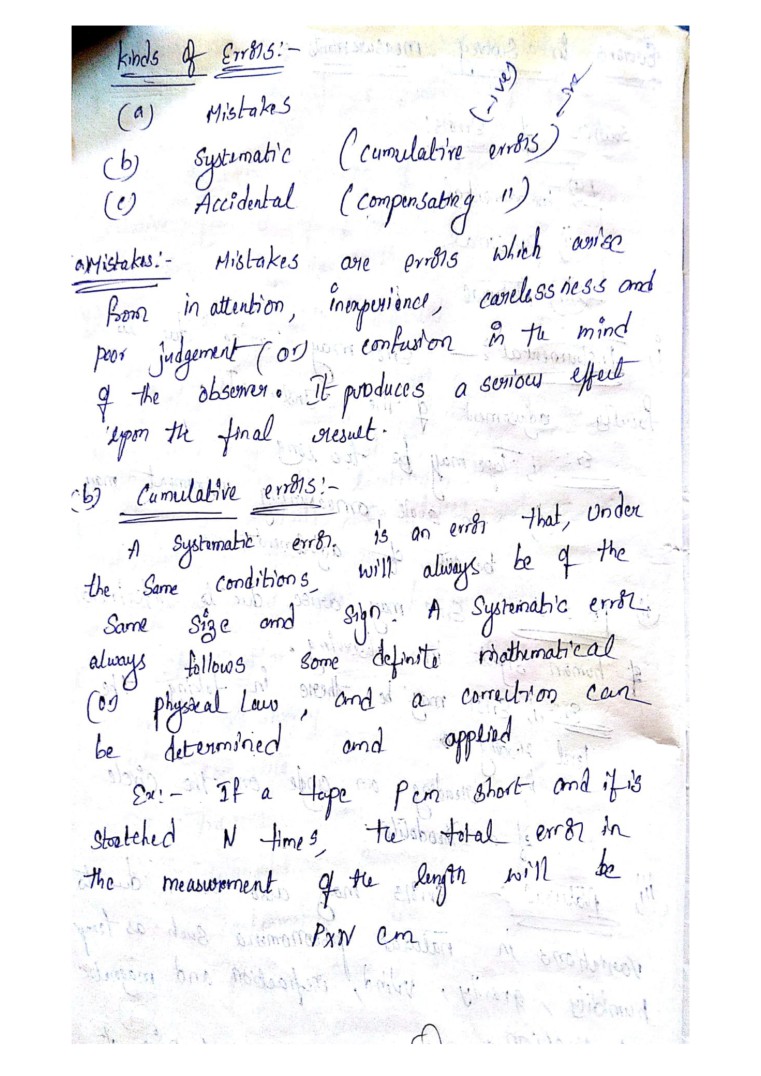 Kinds of Errors:-
(a) Mistakes
(-ive) -ve
(b) Systematic (cumulative errors)
(c) Accidental (compensating ")
a) Mistakes:- Mistakes are errors which arise
from in attention, inexperience, carelessness and
poor judgement (or) confusion in the mind
of the observer. It produces a serious effect
upon the final result.
(b) Cumulative errors:-
A Systematic error. is an error that, under
the Same conditions, will always be of the
Same Size and Sign. A Systematic error
always follows some definite mathematical
(or) physical Laws, and a correction can
be determined and applied
Ex:- If a tape P cm short and if is
Stretched N times, the total error in
the measurement of the length will be
P×N cm